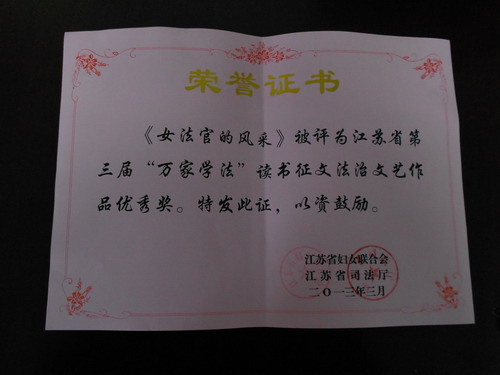 荣誉证书
《女法官的风采》被评为江苏省第
三届“万家学法”读书征文法治文艺作
品优秀奖。特发此证，以资鼓励。
江苏省妇女联合会
江苏省司法厅
二〇一三年三月